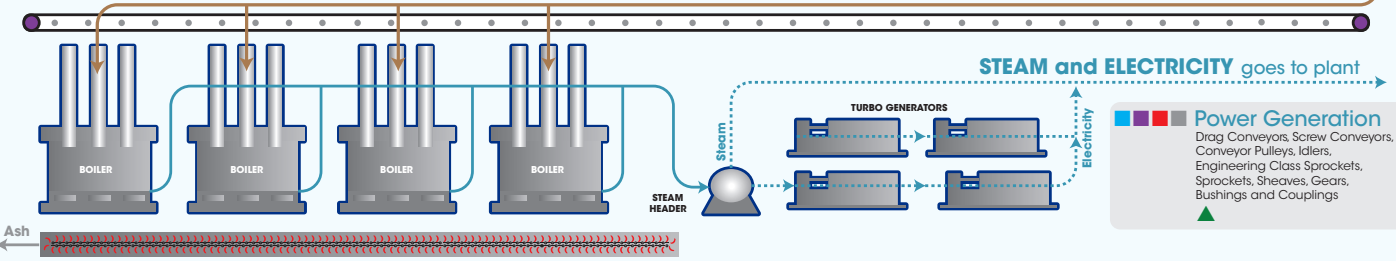 STEAM and ELECTRICITY goes to plant
TURBO GENERATORS
Steam
Electricity
BOILER
BOILER
BOILER
BOILER
STEAM
HEADER
Power Generation
Drag Conveyors, Screw Conveyors,
Conveyor Pulleys, Idlers,
Engineering Class Sprockets,
Sprockets, Sheaves, Gears,
Bushings and Couplings
Ash